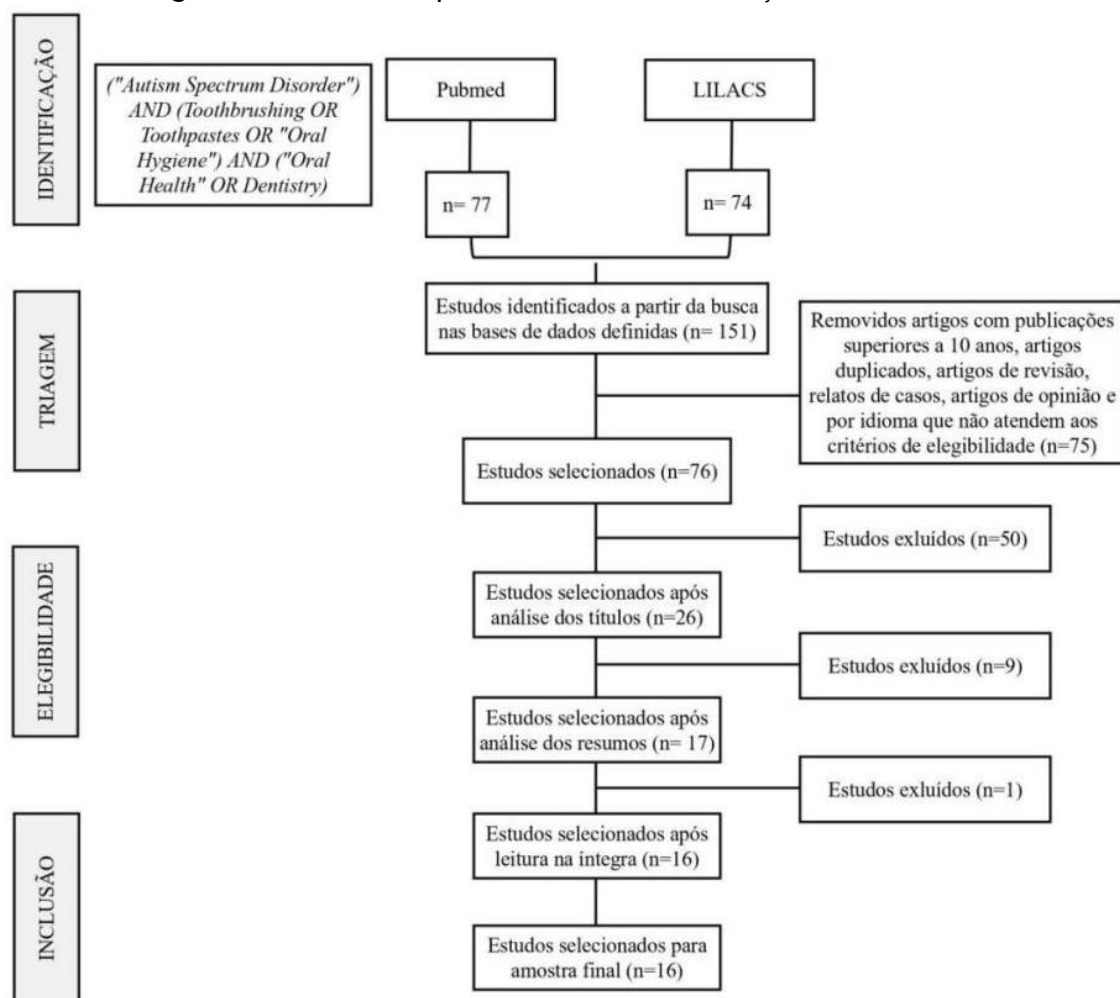 IDENTIFICAÇÃO
("Autism Spectrum Disorder")
AND (Toothbrushing OR
Toothpastes OR "Oral
Hygiene") AND ("Oral
Health" OR Dentistry)
Pubmed
LILACS
n= 77
n= 74
TRIAGEM
Estudos identificados a partir da busca
nas bases de dados definidas (n= 151)
Removidos artigos com publicações
superiores a 10 anos, artigos
duplicados, artigos de revisão,
relatos de casos, artigos de opinião e
por idioma que não atendem aos
critérios de elegibilidade (n=75)
Estudos selecionados (n=76)
Estudos exluídos (n=50)
ELEGIBILIDADE
Estudos selecionados após
análise dos títulos (n=26)
Estudos exluídos (n=9)
Estudos selecionados após
análise dos resumos (n= 17)
Estudos exluídos (n=1)
INCLUSÃO
Estudos selecionados após
leitura na íntegra (n=16)
Estudos selecionados para
amostra final (n=16)